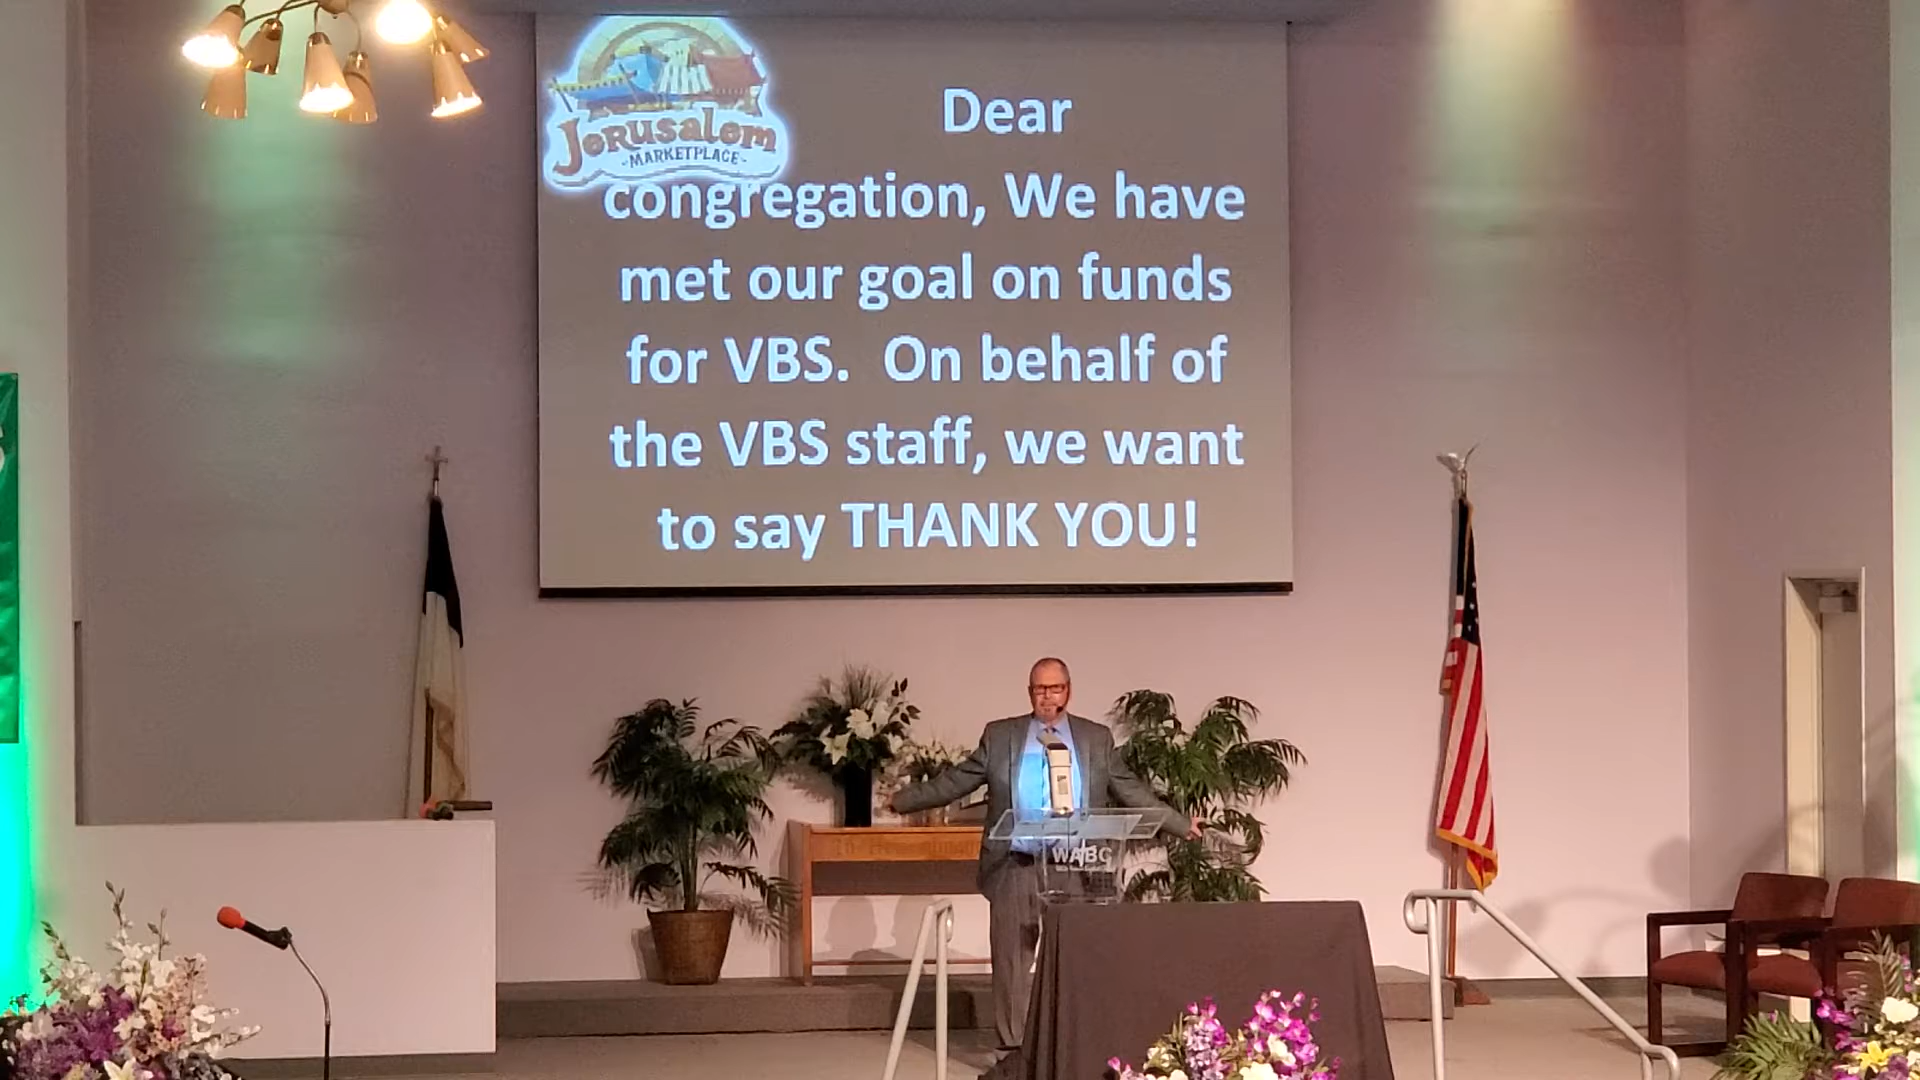 Jerusalem
-MARKETPLACE-
Dear
congregation, We have
met our goal on funds
for VBS.  On behalf of
the VBS staff, we want
to say THANK YOU!
WABC